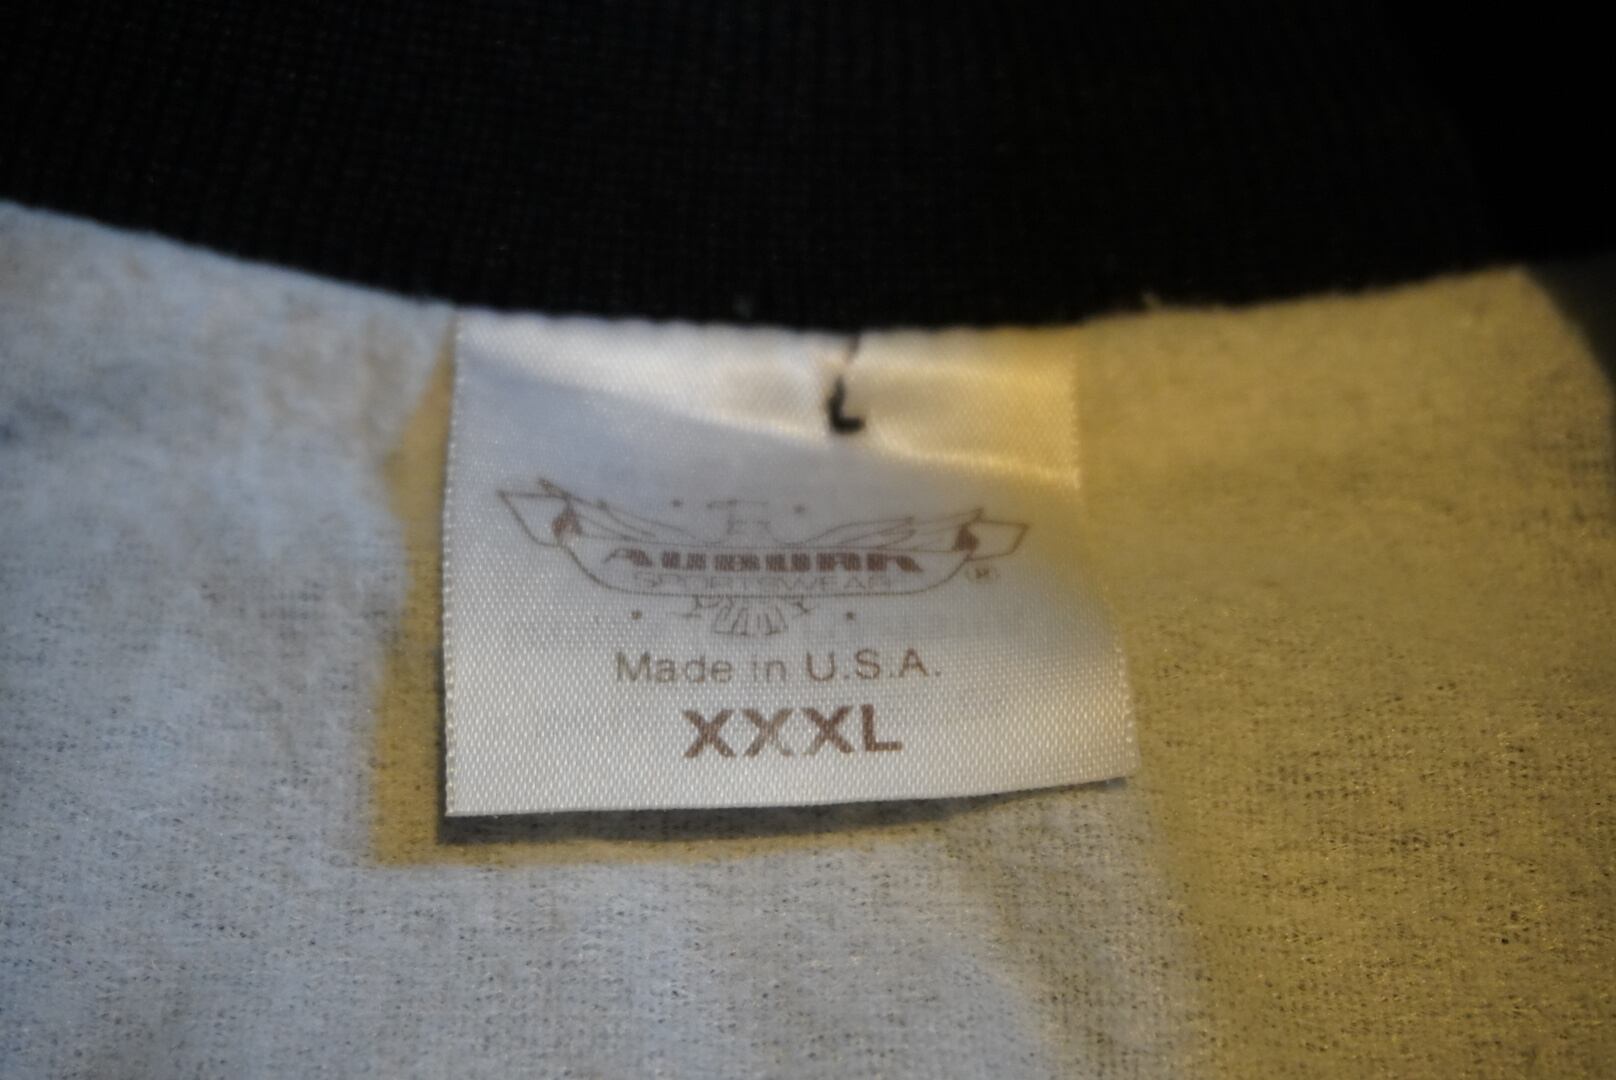 L
AUBURN
SPORTSWEAR
®
Made in U.S.A.
XXXL